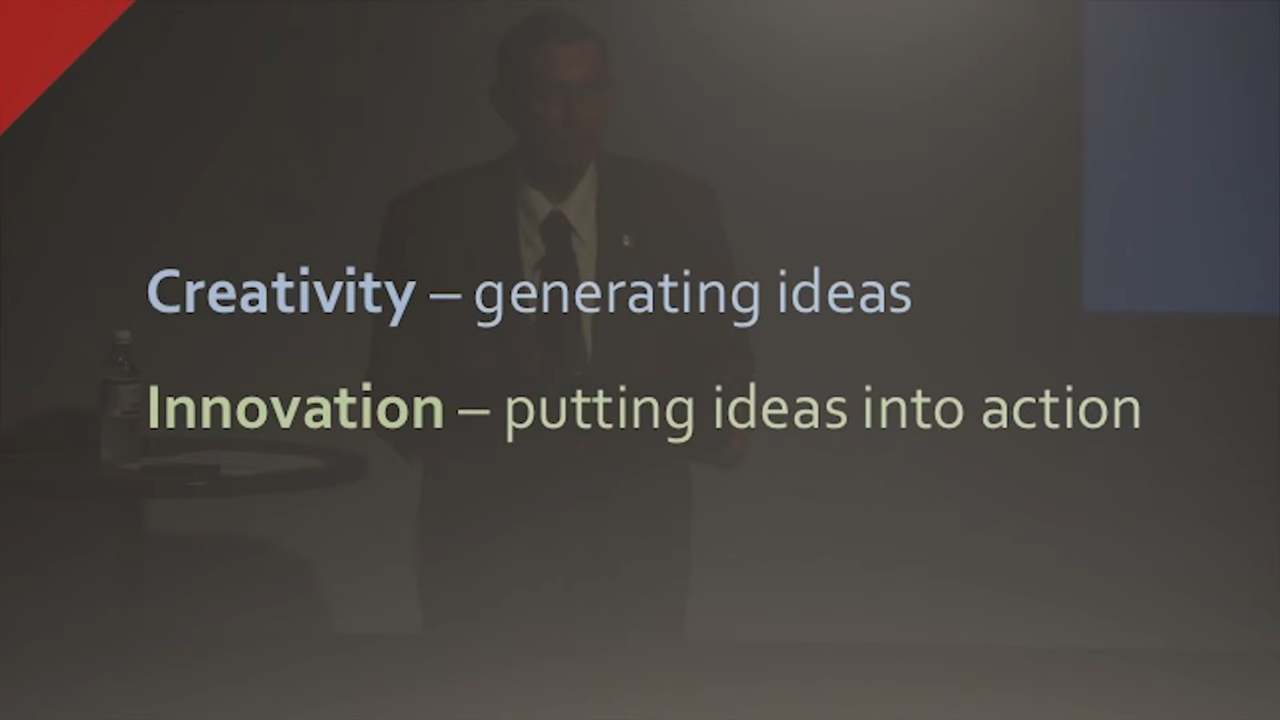 Creativity – generating ideas
Innovation – putting ideas into action